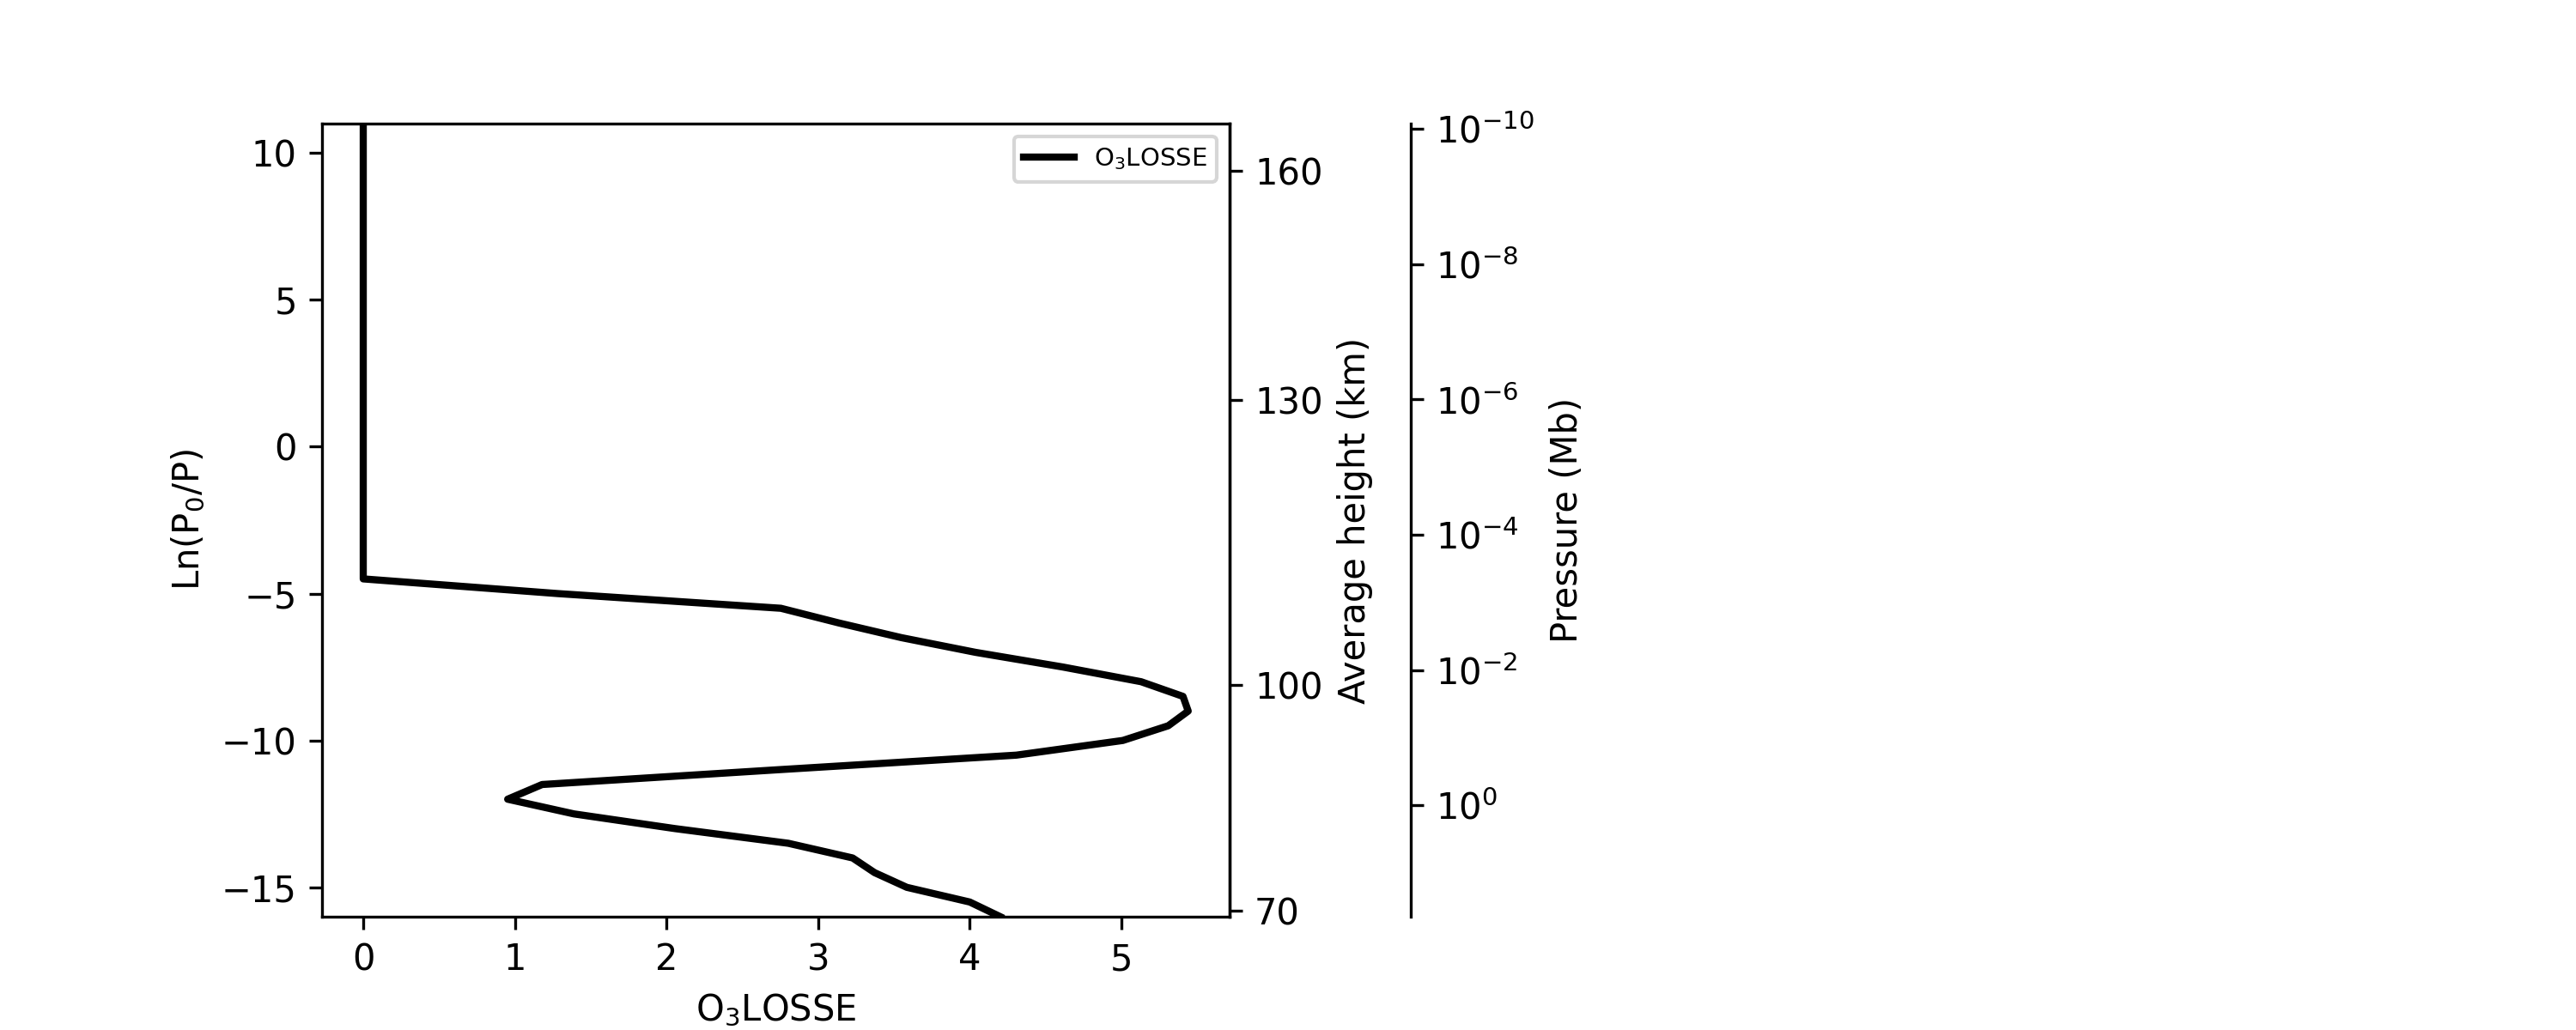 10
5
0
−5
−10
−15
Ln(P₀/P)
0 1 2 3 4 5
O₃LOSSE
O₃LOSSE
160
130
100
70
Average height (km)
10⁻¹⁰
10⁻⁸
10⁻⁶
10⁻⁴
10⁻²
10⁰
Pressure (Mb)